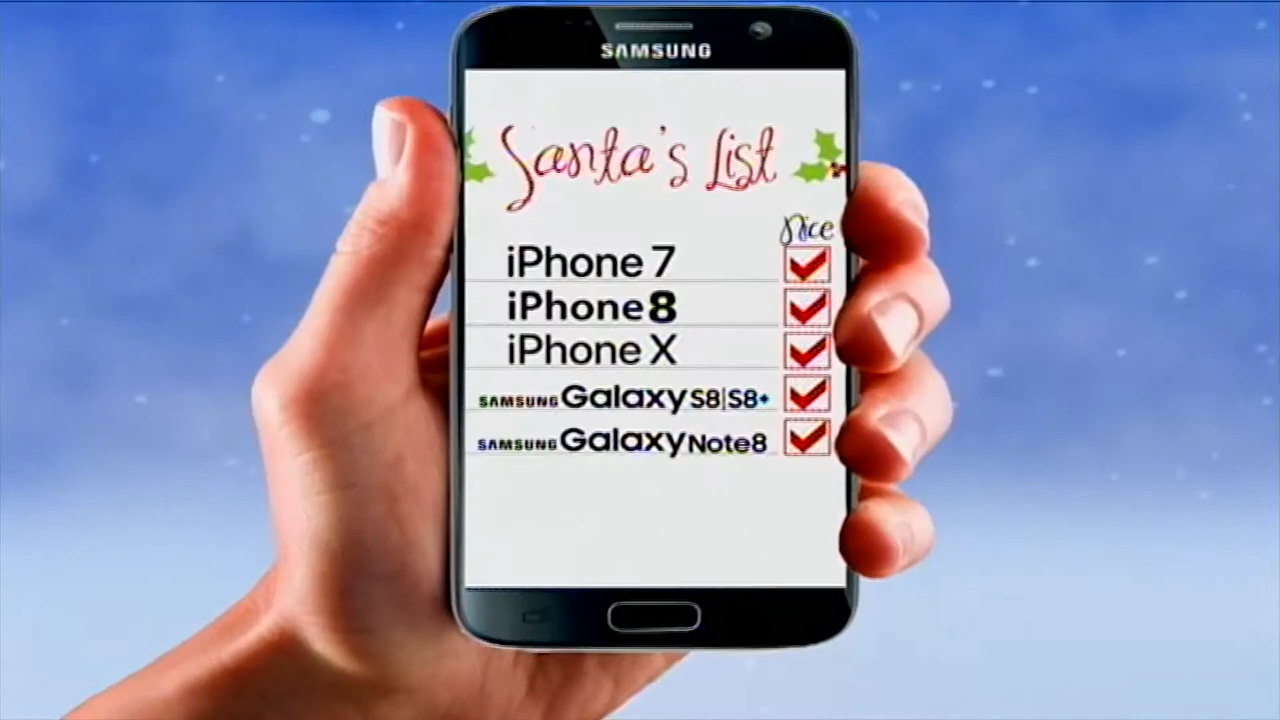 SAMSUNG
Santa's List
Nice
iPhone 7
iPhone 8
iPhone X
SAMSUNG Galaxy S8|S8+
SAMSUNG Galaxy Note8